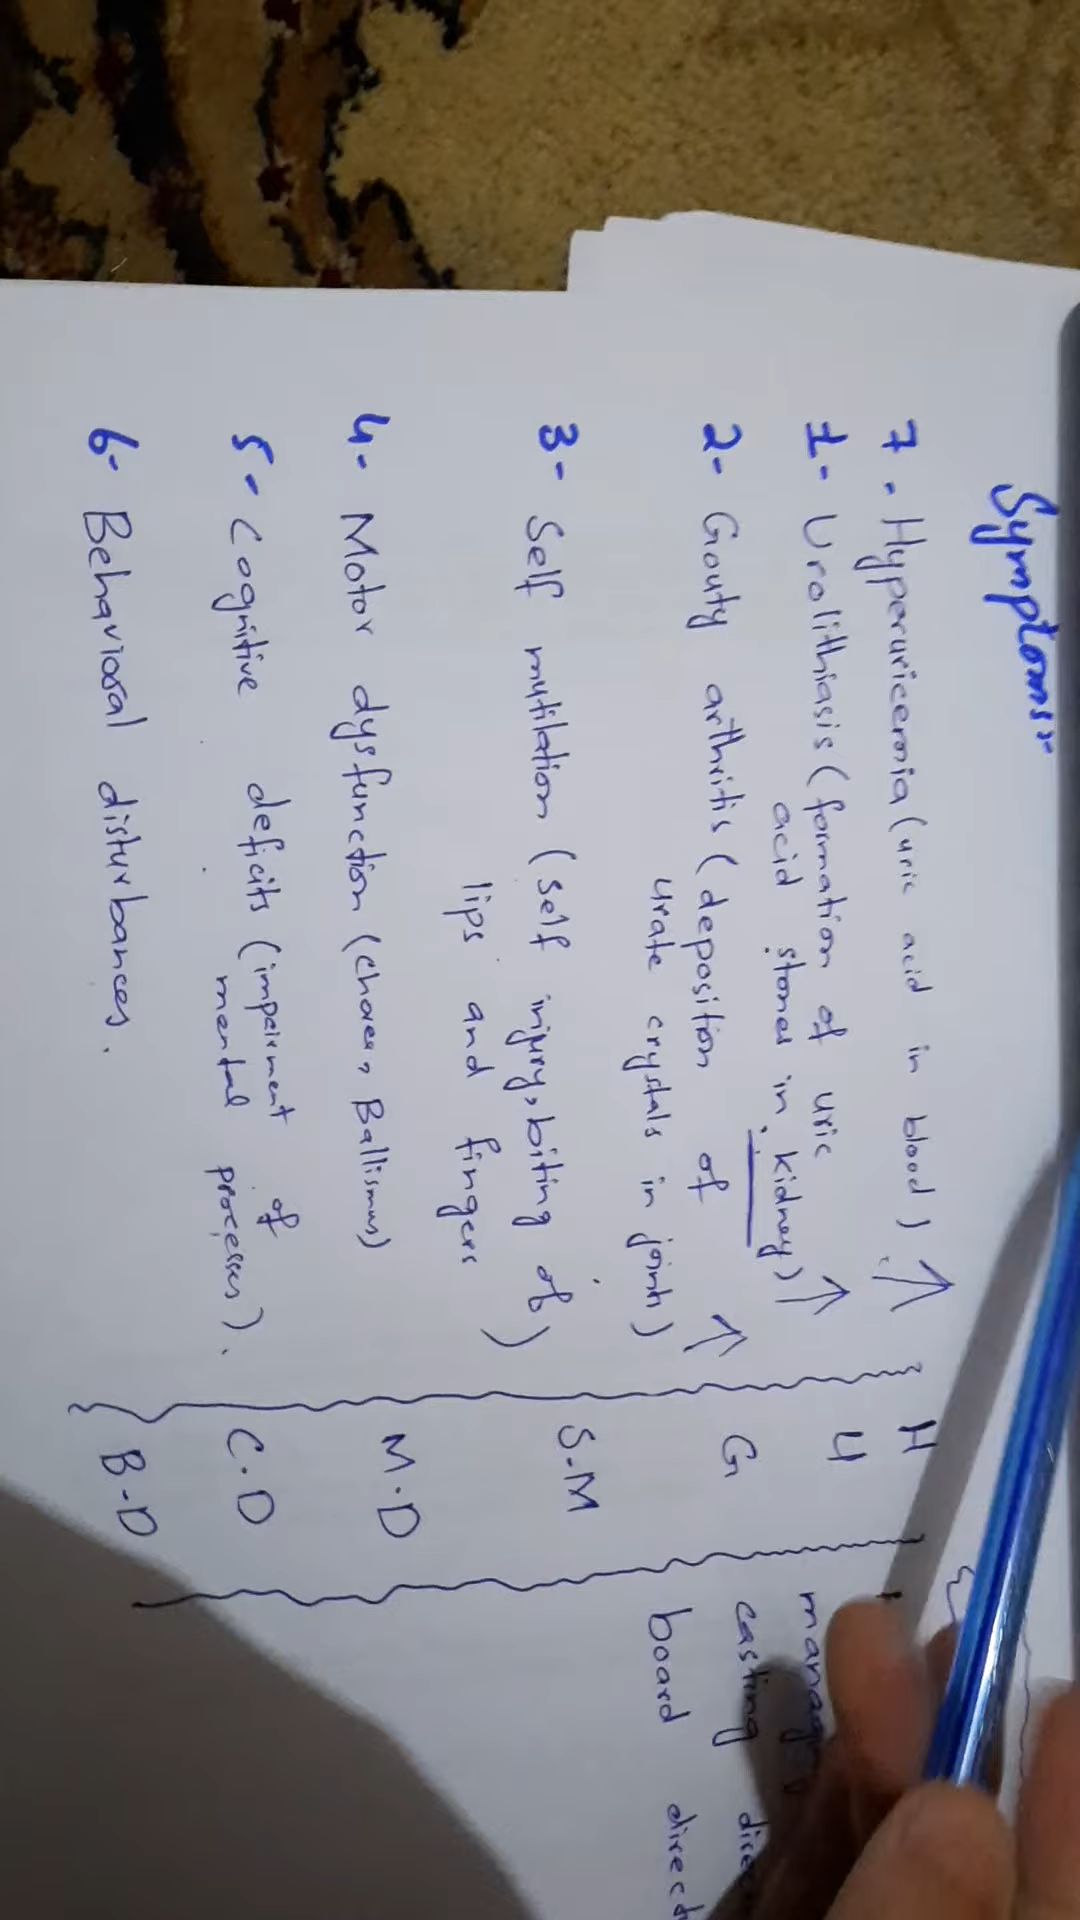 Symptoms:-
7 - Hyperuricemia (uric acid in blood) ↑ H
1 - Urolithiasis (formation of uric acid stones in kidney) ↑ U
2 - Gouty arthritis (deposition of urate crystals in joints) ↑ G
3 - Self mutilation (self injury, biting of lips and fingers) S-M
4 - Motor dysfunction (chorea, Ballismus) M.D
5 - Cognitive deficits (impairment of mental processes). C.D
6 - Behavioral disturbances. B-D
casting
board direct